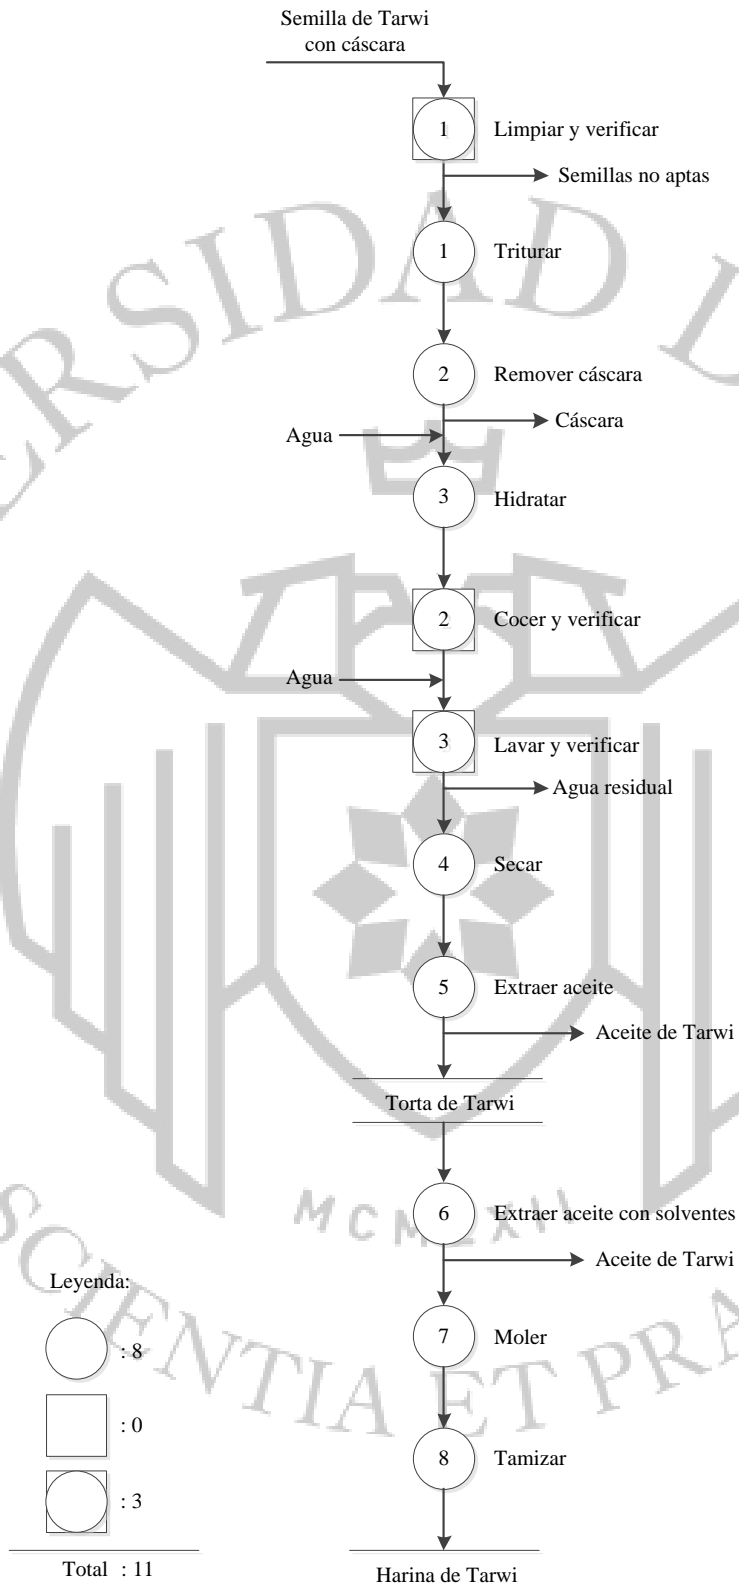 Semilla de Tarwi
con cáscara
1
Limpiar y verificar
Semillas no aptas
1
Triturar
2
Remover cáscara
Cáscara
Agua
3
Hidratar
2
Cocer y verificar
Agua
3
Lavar y verificar
Agua residual
4
Secar
5
Extraer aceite
Aceite de Tarwi
Torta de Tarwi
6
Extraer aceite con solventes
Aceite de Tarwi
7
Moler
8
Tamizar
Harina de Tarwi
Leyenda:
: 8
: 0
: 3
Total : 11
ERSIDAD
SCIENTIA ET PRA